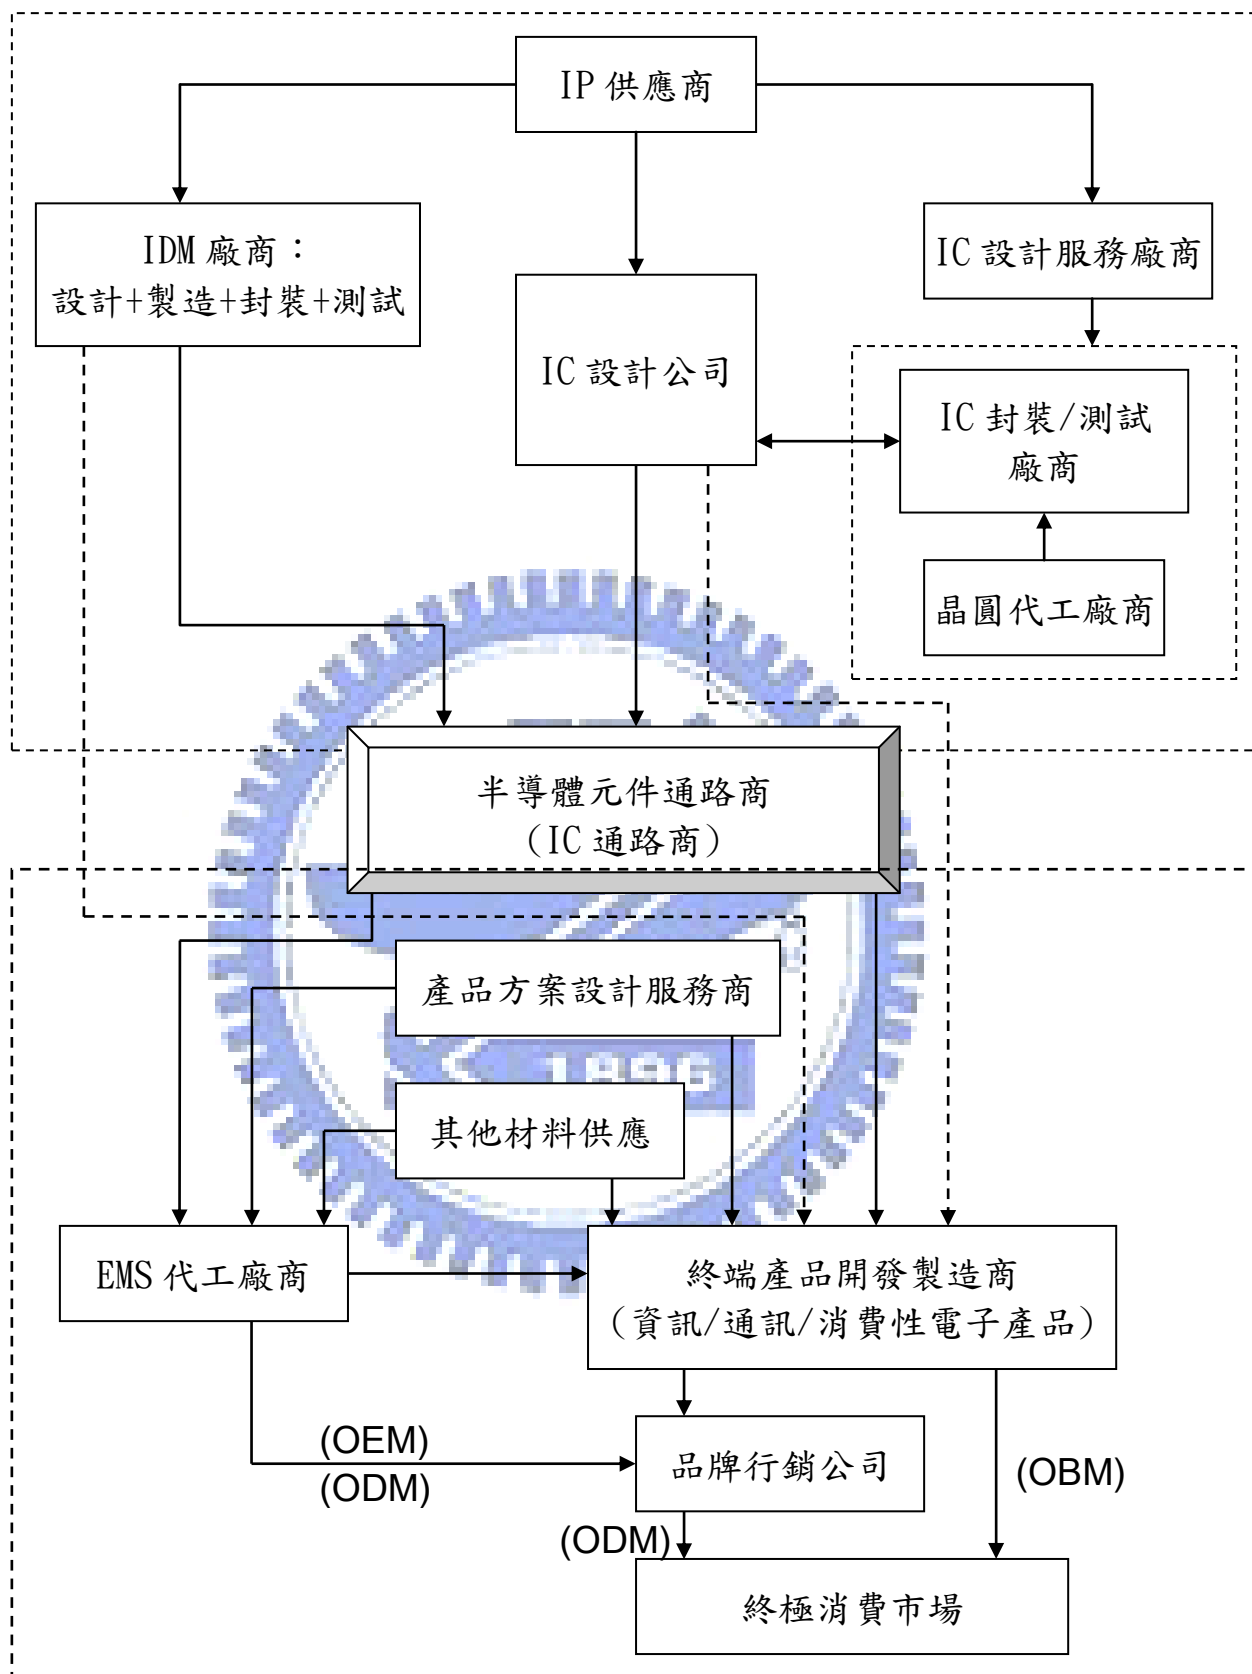 IP 供應商
IDM 廠商：
設計+製造+封裝+測試
IC 設計服務廠商
IC 設計公司
IC 封裝/測試
廠商
晶圓代工廠商
半導體元件通路商
（IC 通路商）
產品方案設計服務商
1896
其他材料供應
EMS 代工廠商
終端產品開發製造商
（資訊/通訊/消費性電子產品）
(OEM)
(ODM)
品牌行銷公司
(OBM)
(ODM)
終極消費市場